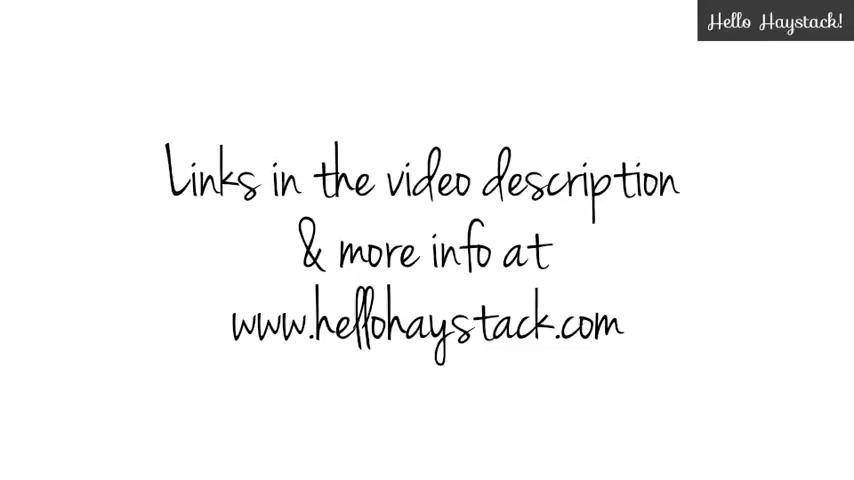 Hello Haystack!
Links in the video description
& more info at
www.hellohaystack.com